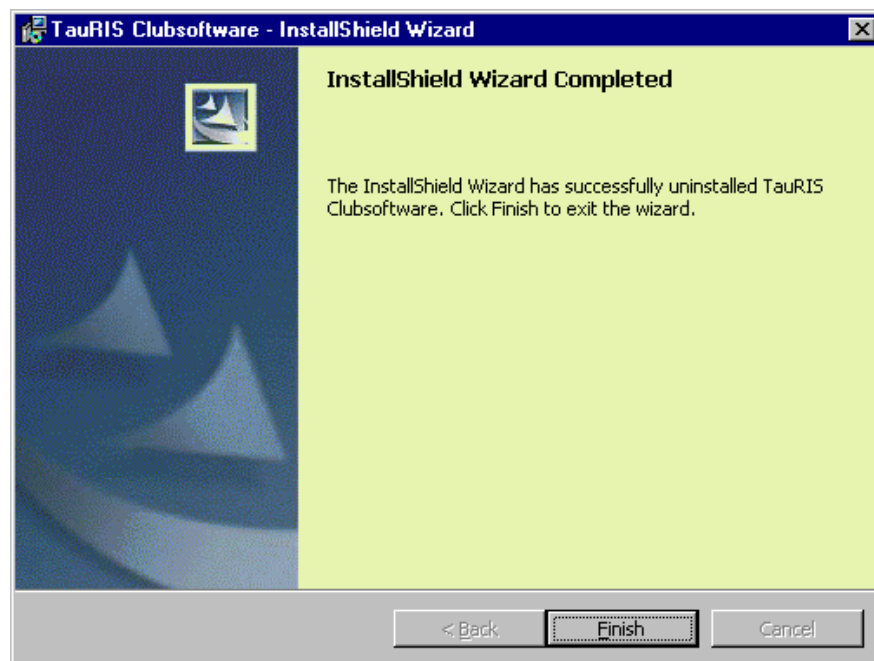 TauRIS Clubsoftware - InstallShield Wizard
InstallShield Wizard Completed
The InstallShield Wizard has successfully uninstalled TauRIS
Clubsoftware. Click Finish to exit the wizard.
< Back
Finish
Cancel